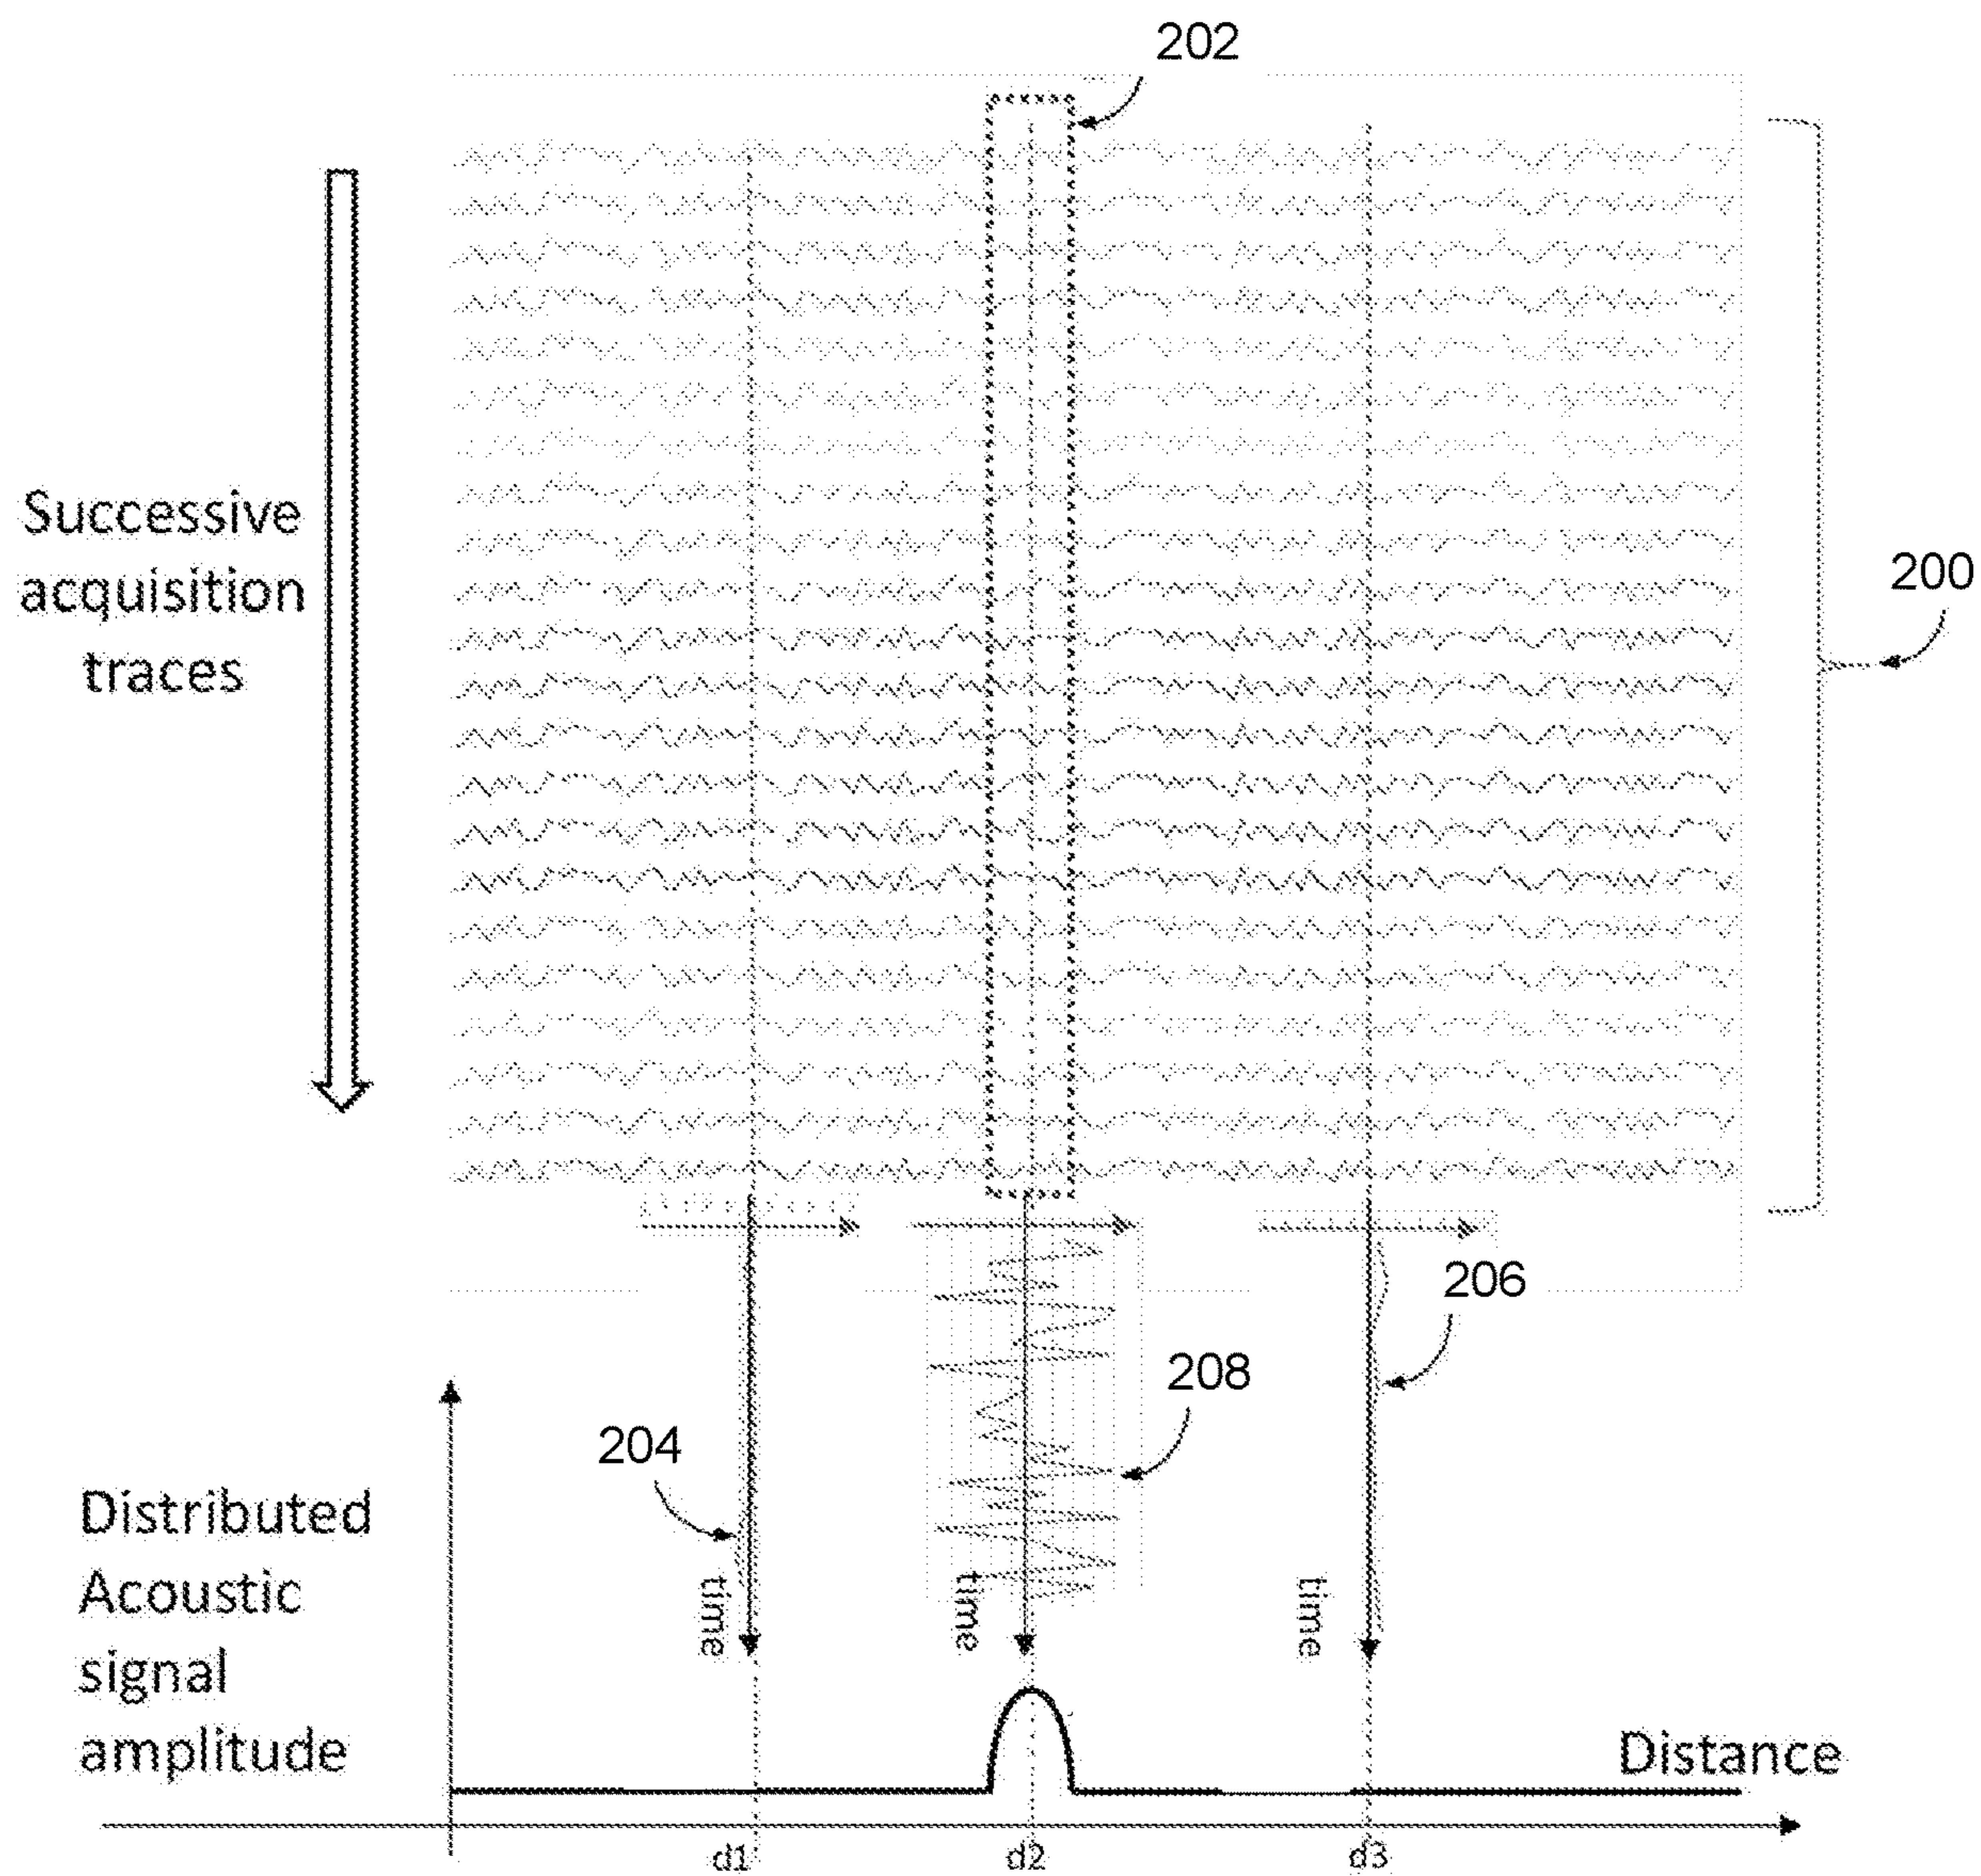 202
Successive
acquisition
traces
200
206
208
204
time
time
time
Distributed
Acoustic
signal
amplitude
Distance
d1
d2
d3